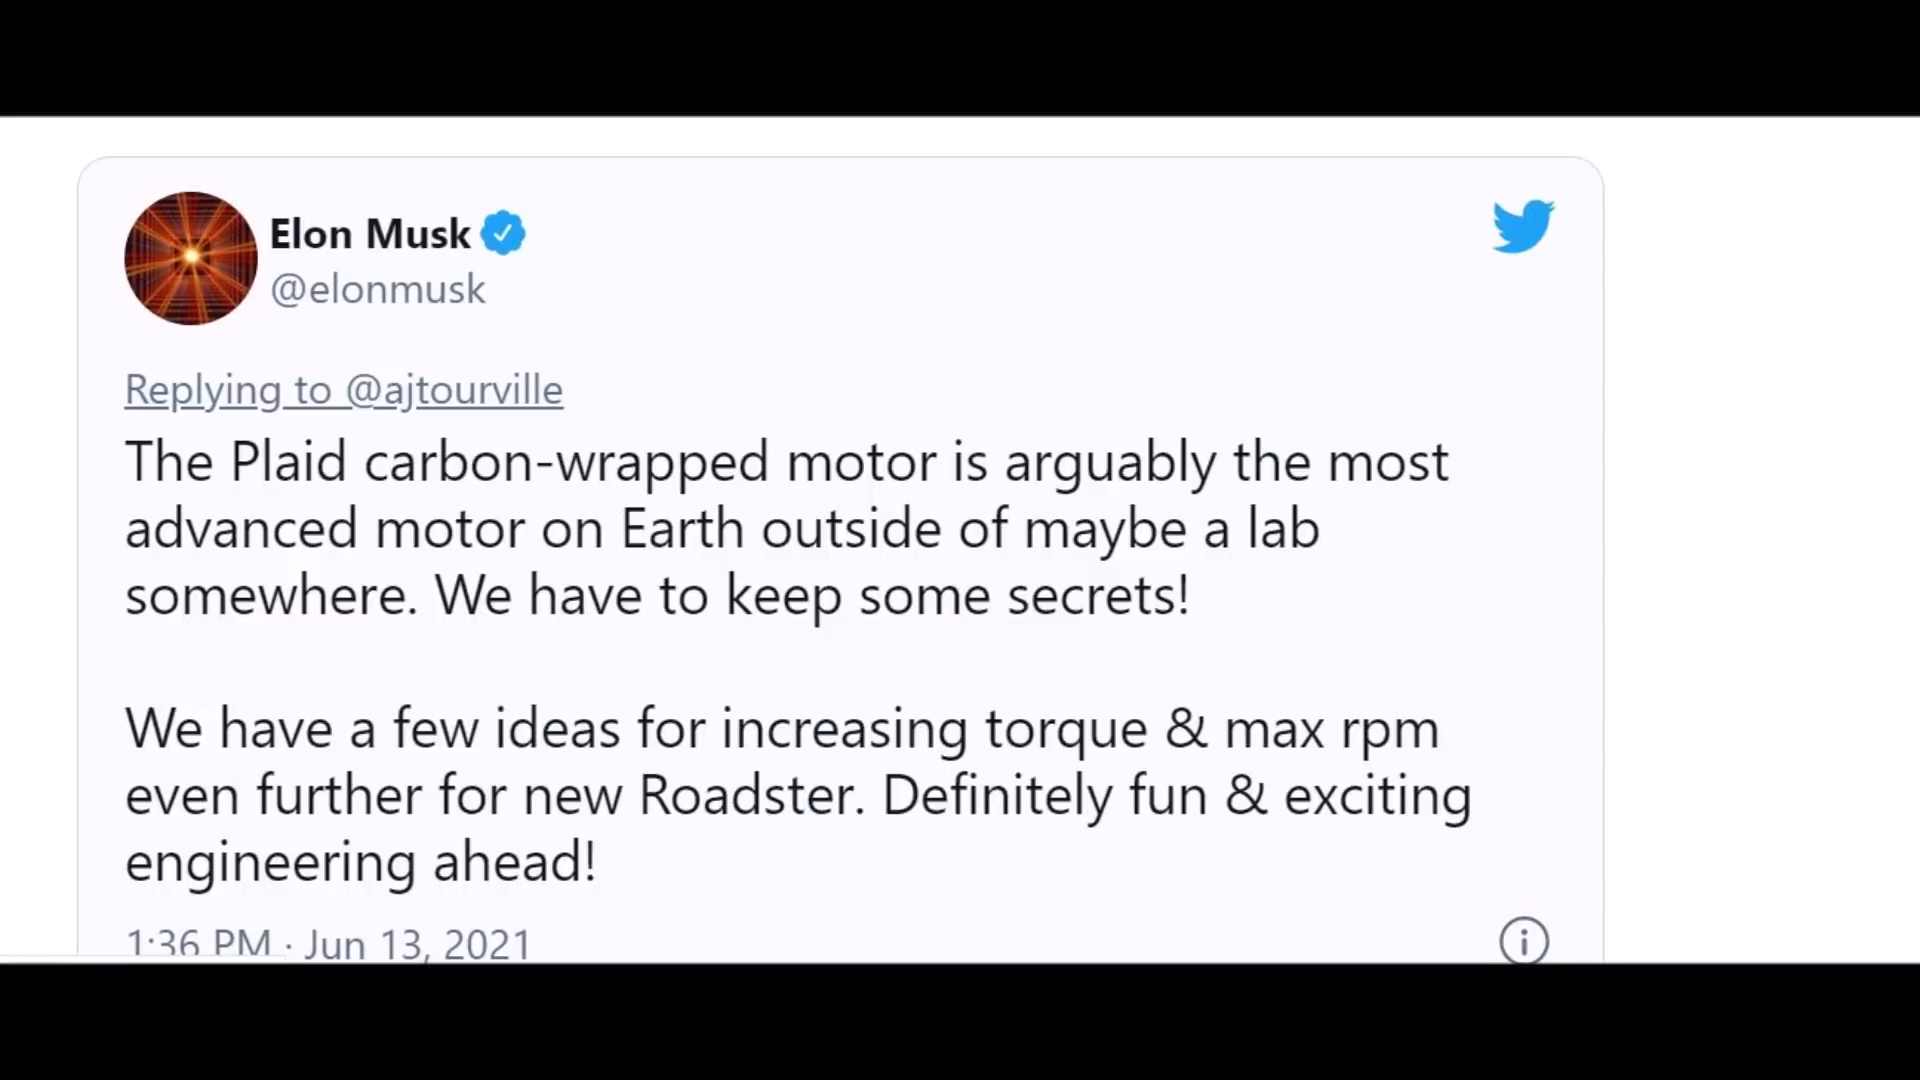 Elon Musk
@elonmusk
Replying to @ajtourville
The Plaid carbon-wrapped motor is arguably the most
advanced motor on Earth outside of maybe a lab
somewhere. We have to keep some secrets!
We have a few ideas for increasing torque & max rpm
even further for new Roadster. Definitely fun & exciting
engineering ahead!
1:36 PM · Jun 13, 2021